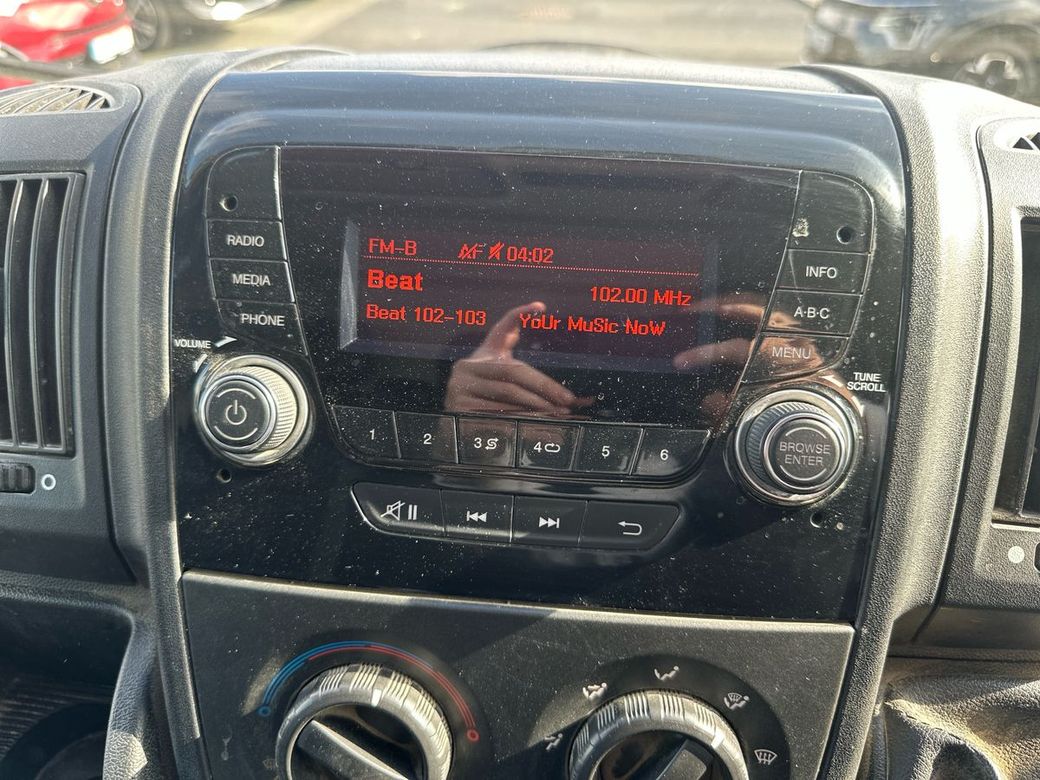 FM-B AF 04:02
Beat
102.00 MHz
Beat 102-103 YoUr MuSic NoW
RADIO
MEDIA
PHONE
VOLUME
INFO
A·B·C
MENU
TUNE
SCROLL
BROWSE
ENTER
1 2 3 4 5 6